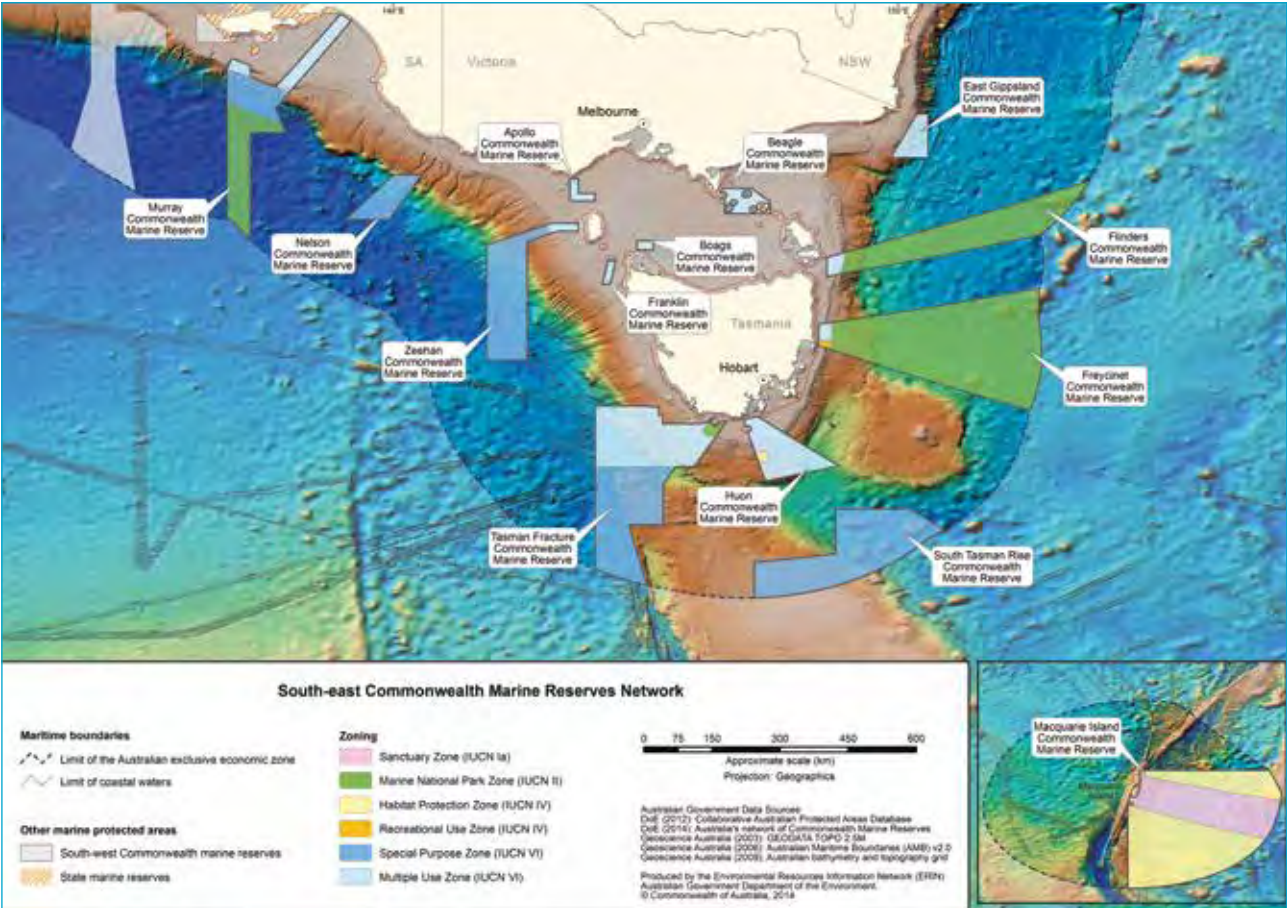 140°E
150°E
SA
Victoria
NSW
Melbourne
East Gippsland
Commonwealth
Marine Reserve
Apollo
Commonwealth
Marine Reserve
Beagle
Commonwealth
Marine Reserve
Murray
Commonwealth
Marine Reserve
Nelson
Commonwealth
Marine Reserve
Boags
Commonwealth
Marine Reserve
Flinders
Commonwealth
Marine Reserve
Franklin
Commonwealth
Marine Reserve
Tasmania
Zeehan
Commonwealth
Marine Reserve
Hobart
Freycinet
Commonwealth
Marine Reserve
Huon
Commonwealth
Marine Reserve
Tasman Fracture
Commonwealth
Marine Reserve
South Tasman Rise
Commonwealth
Marine Reserve
South-east Commonwealth Marine Reserves Network
Maritime boundaries
Limit of the Australian exclusive economic zone
Limit of coastal waters
Other marine protected areas
South-west Commonwealth marine reserves
State marine reserves
Zoning
Sanctuary Zone (IUCN Ia)
Marine National Park Zone (IUCN II)
Habitat Protection Zone (IUCN IV)
Recreational Use Zone (IUCN IV)
Special Purpose Zone (IUCN VI)
Multiple Use Zone (IUCN VI)
0 75 150 300 450 600
Approximate scale (km)
Projection: Geographics
Australian Government Data Sources:
DoE (2012): Collaborative Australian Protected Areas Database
DoE (2014): Australia's network of Commonwealth Marine Reserves
Geoscience Australia (2003): GEODATA TOPO 2.5M
Geoscience Australia (2006): Australian Maritime Boundaries (AMB) v2.0
Geoscience Australia (2009): Australian bathymetry and topography grid
Produced by the Environmental Resources Information Network (ERIN)
Australian Government Department of the Environment.
© Commonwealth of Australia, 2014
Macquarie Island
Commonwealth
Marine Reserve